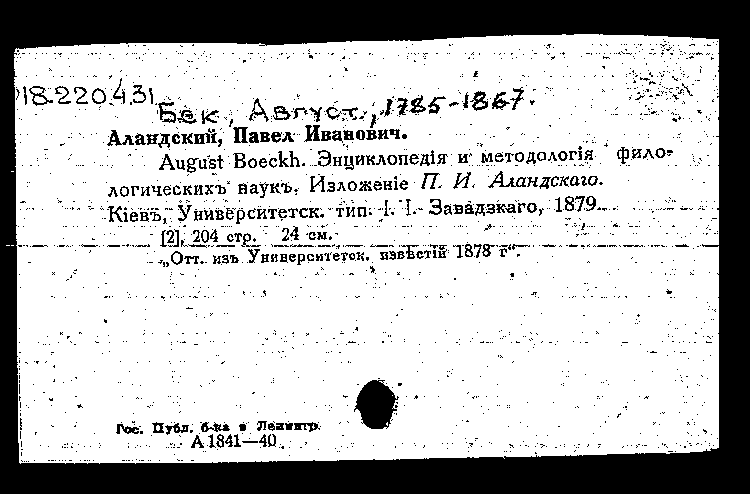 18.220.4.31
Бек, Август, 1785-1867.
Аландский, Павел Иванович.
August Boeckh. Энциклопедія и методологія фило-
логическихъ наукъ. Изложеніе П. И. Аландскаго.
Кіевъ, Университетск. тип. І. І. Завадзкаго, 1879.
[2], 204 стр. 24 см.
„Отт. изъ Университетск. извѣстій 1878 г“.
Гос. Публ. б-ка в Ленингр.
А 1841—40